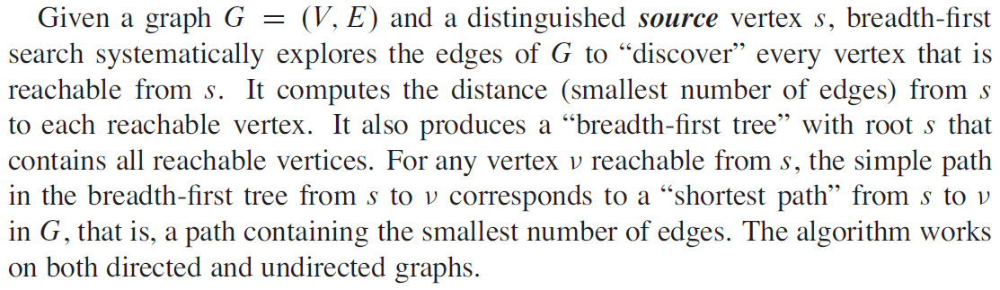 Given a graph G = (V, E) and a distinguished source vertex s, breadth-first
search systematically explores the edges of G to “discover” every vertex that is
reachable from s. It computes the distance (smallest number of edges) from s
to each reachable vertex. It also produces a “breadth-first tree” with root s that
contains all reachable vertices. For any vertex v reachable from s, the simple path
in the breadth-first tree from s to v corresponds to a “shortest path” from s to v
in G, that is, a path containing the smallest number of edges. The algorithm works
on both directed and undirected graphs.